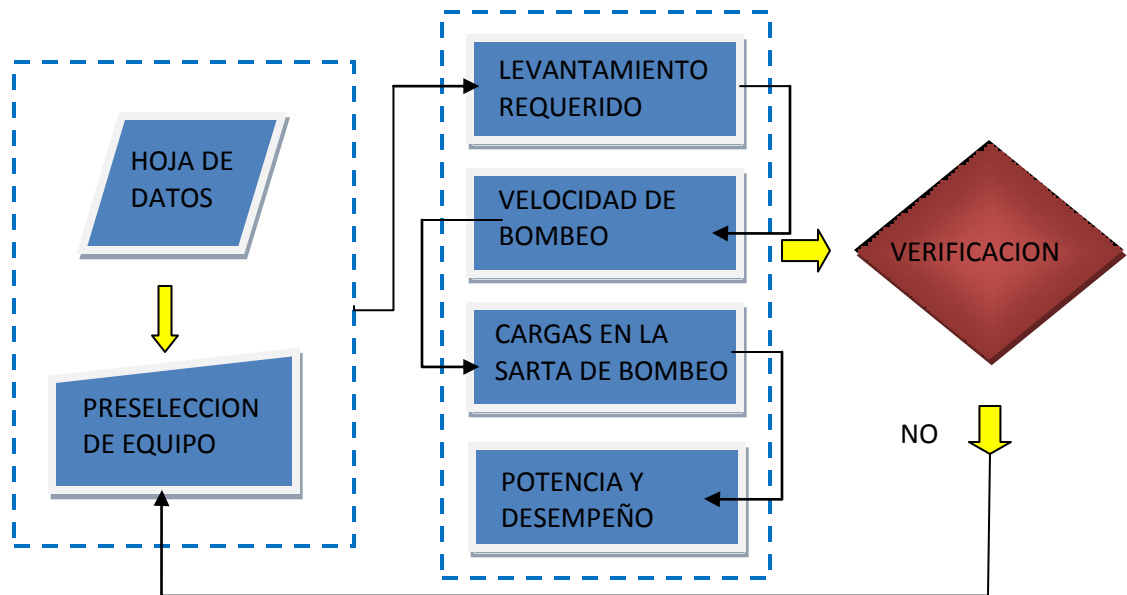 HOJA DE
DATOS
PRESELECCION
DE EQUIPO
LEVANTAMIENTO
REQUERIDO
VELOCIDAD DE
BOMBEO
CARGAS EN LA
SARTA DE BOMBEO
POTENCIA Y
DESEMPEÑO
VERIFICACION
NO